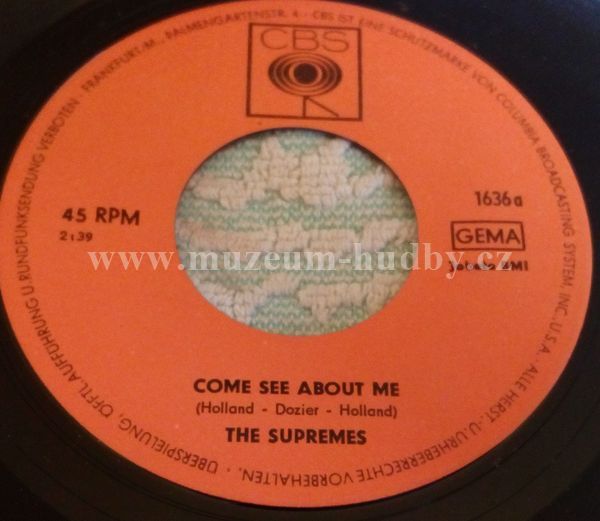 CBS
45 RPM
2:39
1636 a
GEMA
www.muzeum-hudby.cz
COME SEE ABOUT ME
(Holland - Dozier - Holland)
THE SUPREMES
ÜBERSPIELUNG, ÖFFTL. AUFFÜHRUNG U. RUNDFUNKSENDUNG VERBOTEN · FRANKFURT/M., PALMENGARTENSTR. 4 · CBS IST EINE SCHUTZMARKE VON COLUMBIA BROADCASTING SYSTEM, INC. U.S.A. ALLE HERST.- U. URHEBERRECHTE VORBEHALTEN.